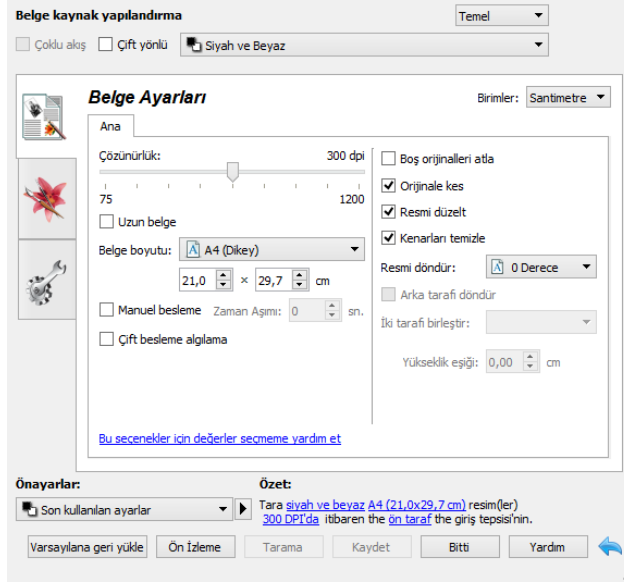 Belge kaynak yapılandırma
Temel
Çoklu akış
Çift yönlü
Siyah ve Beyaz
Belge Ayarları
Birimler: Santimetre
Ana
Çözünürlük: 300 dpi
75 1200
Uzun belge
Belge boyutu: A4 (Dikey)
21,0 × 29,7 cm
Manuel besleme Zaman Aşımı: 0 sn.
Çift besleme algılama
Boş orijinalleri atla
Orijinale kes
Resmi düzelt
Kenarları temizle
Resmi döndür: 0 Derece
Arka tarafı döndür
İki tarafı birleştir:
Yükseklik eşiği: 0,00 cm
Bu seçenekler için değerler seçmeme yardım et
Önayarlar:
Son kullanılan ayarlar
Özet:
Tara siyah ve beyaz A4 (21,0x29,7 cm) resim(ler)
300 DPI'da itibaren the ön taraf the giriş tepsisi'nin.
Varsayılana geri yükle Ön İzleme Tarama Kaydet Bitti Yardım